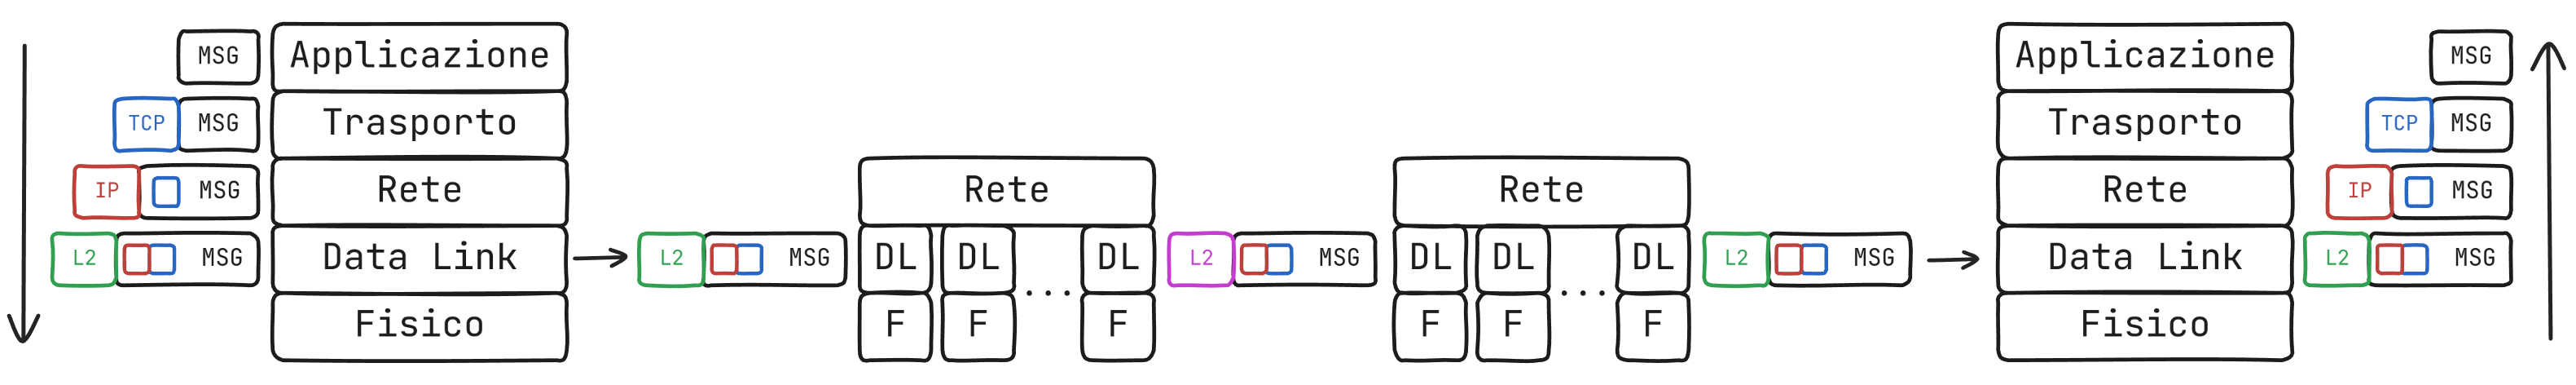 MSG Applicazione Applicazione MSG
TCP MSG Trasporto Trasporto TCP MSG
IP MSG Rete Rete Rete Rete IP MSG
L2 MSG Data Link L2 MSG DL DL DL L2 MSG DL DL DL L2 MSG Data Link L2 MSG
... ...
Fisico F F F F F F Fisico